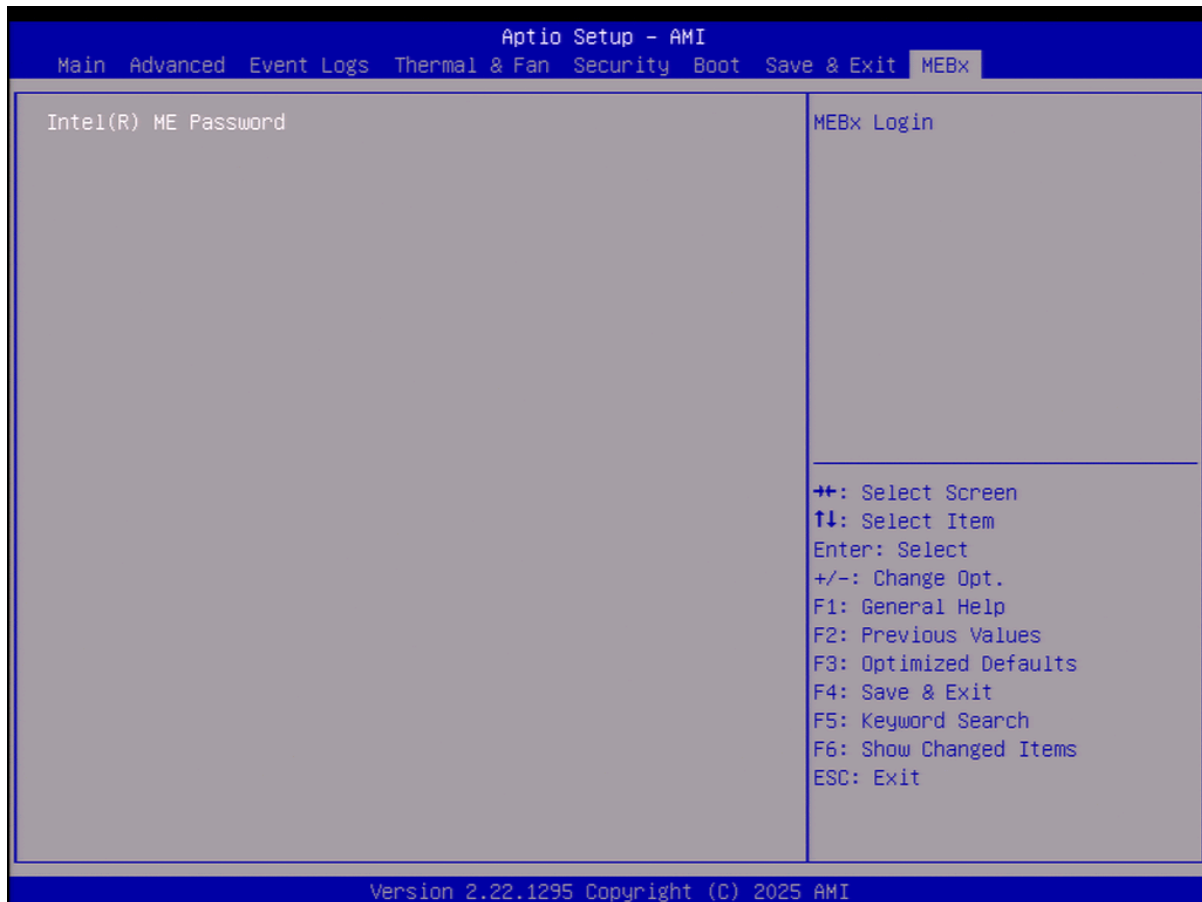 Aptio Setup – AMI
Main Advanced Event Logs Thermal & Fan Security Boot Save & Exit MEBx
Intel(R) ME Password
MEBx Login
→←: Select Screen
↑↓: Select Item
Enter: Select
+/-: Change Opt.
F1: General Help
F2: Previous Values
F3: Optimized Defaults
F4: Save & Exit
F5: Keyword Search
F6: Show Changed Items
ESC: Exit
Version 2.22.1295 Copyright (C) 2025 AMI